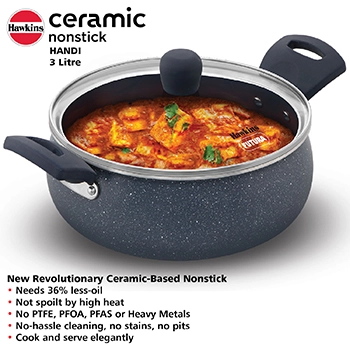 Hawkins
ceramic
nonstick
HANDI
3 Litre
Hawkins
FUTURA
New Revolutionary Ceramic-Based Nonstick
• Needs 36% less-oil
• Not spoilt by high heat
• No PTFE, PFOA, PFAS or Heavy Metals
• No-hassle cleaning, no stains, no pits
• Cook and serve elegantly